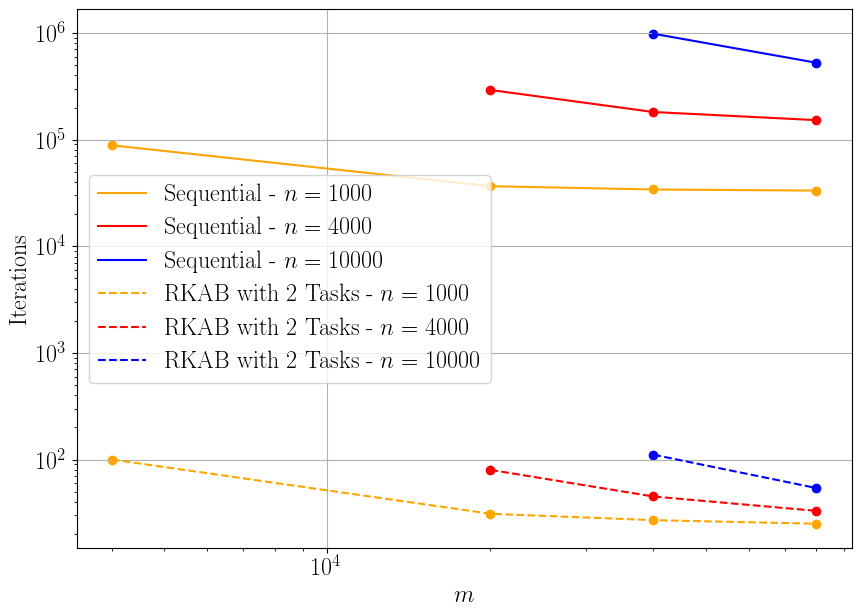 10^6
10^5
10^4
10^3
10^2
Iterations
Sequential - n = 1000
Sequential - n = 4000
Sequential - n = 10000
RKAB with 2 Tasks - n = 1000
RKAB with 2 Tasks - n = 4000
RKAB with 2 Tasks - n = 10000
10^4
m